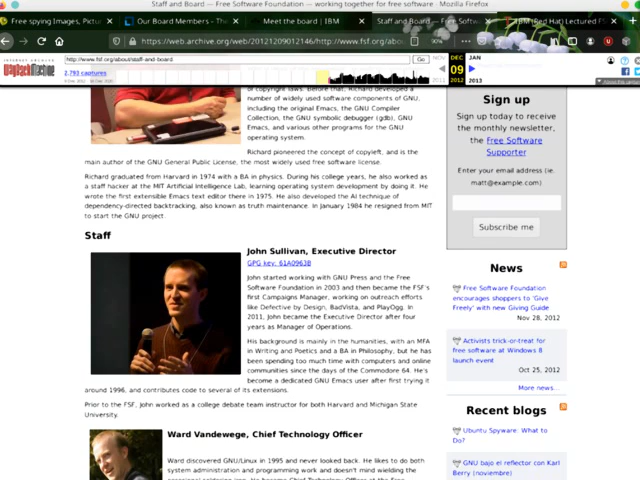 Staff and Board — Free Software Foundation — working together for free software - Mozilla Firefox
Free spying Images, Pictur
Our Board Members - Th
Meet the board | IBM
Staff and Board — Free Softw
IBM (Red Hat) Lectured FS
https://web.archive.org/web/20121209012146/http://www.fsf.org/abo
90%
INTERNET ARCHIVE
WayBackMachine
http://www.fsf.org/about/staff-and-board
Go
NOV
DEC
JAN
2,793 captures
09
2011
2012
2013
of copyright laws. Before that, Richard developed a
number of widely used software components of GNU,
including the original Emacs, the GNU Compiler
Collection, the GNU symbolic debugger (gdb), GNU
Emacs, and various other programs for the GNU
operating system.
Richard pioneered the concept of copyleft, and is the
main author of the GNU General Public License, the most widely used free software license.
Richard graduated from Harvard in 1974 with a BA in physics. During his college years, he also worked as
a staff hacker at the MIT Artificial Intelligence Lab, learning operating system development by doing it. He
wrote the first extensible Emacs text editor there in 1975. He also developed the AI technique of
dependency-directed backtracking, also known as truth maintenance. In January 1984 he resigned from MIT
to start the GNU project.
Staff
John Sullivan, Executive Director
GPG key: 61A0963B
John started working with GNU Press and the Free
Software Foundation in 2003 and then became the FSF's
first Campaigns Manager, working on outreach efforts
like Defective by Design, BadVista, and PlayOgg. In
2011, John became the Executive Director after four
years as Manager of Operations.
His background is mainly in the humanities, with an MFA
in Writing and Poetics and a BA in Philosophy, but he has
been spending too much time with computers and online
communities since the days of the Commodore 64. He's
become a dedicated GNU Emacs user after first trying it
around 1996, and contributes code to several of its extensions.
Prior to the FSF, John worked as a college debate team instructor for both Harvard and Michigan State
University.
Ward Vandewege, Chief Technology Officer
Ward discovered GNU/Linux in 1995 and never looked back. He likes to do both
system administration and programming work and doesn't mind wielding the
Sign up
Sign up today to receive
the monthly newsletter,
the Free Software
Supporter
Enter your email address (ie.
matt@example.com)
Subscribe me
News
Free Software Foundation
encourages shoppers to 'Give
Freely' with new Giving Guide
Nov 28, 2012
Activists trick-or-treat for
free software at Windows 8
launch event
Oct 25, 2012
More news…
Recent blogs
Ubuntu Spyware: What to
Do?
GNU bajo el reflector con Karl
Berry (noviembre)